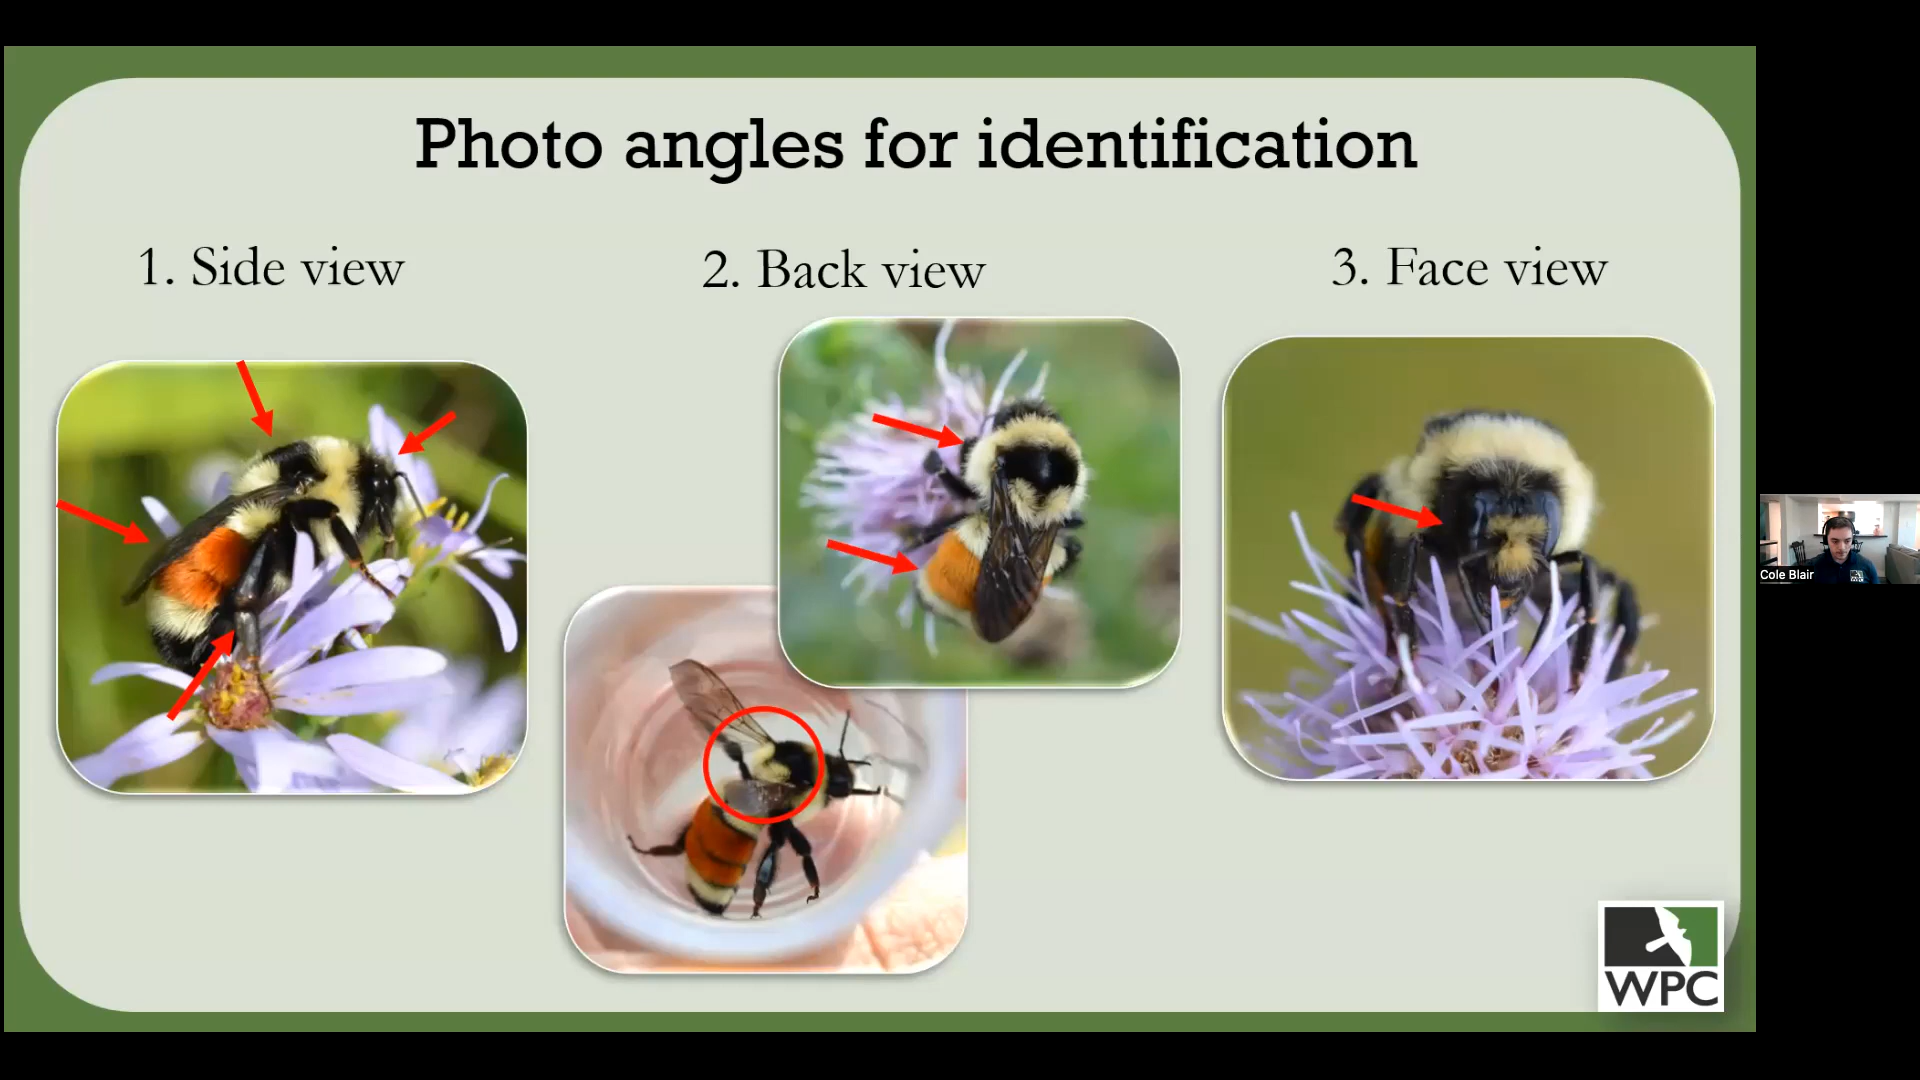 Photo angles for identification
1. Side view
2. Back view
3. Face view
Cole Blair
WPC